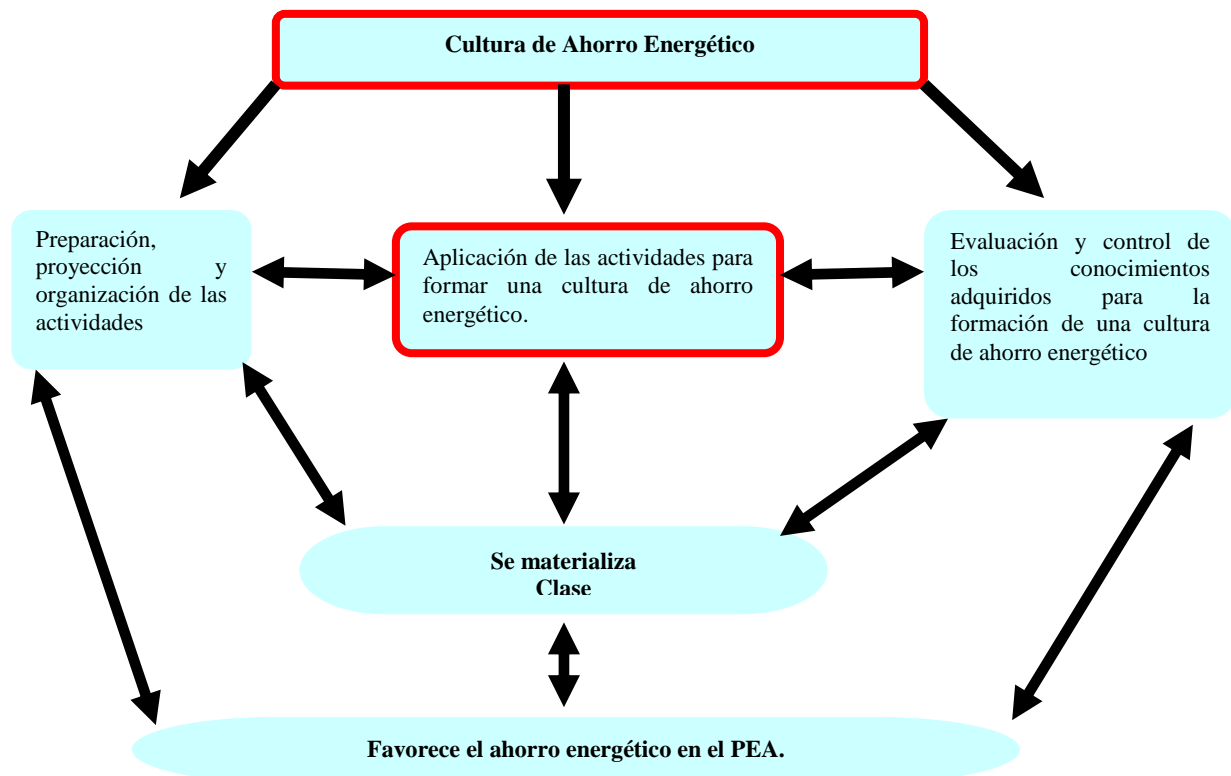 Cultura de Ahorro Energético
Preparación,
proyección y
organización de las
actividades
Aplicación de las actividades para
formar una cultura de ahorro
energético.
Evaluación y control de
los conocimientos
adquiridos para la
formación de una cultura
de ahorro energético
Se materializa
Clase
Favorece el ahorro energético en el PEA.